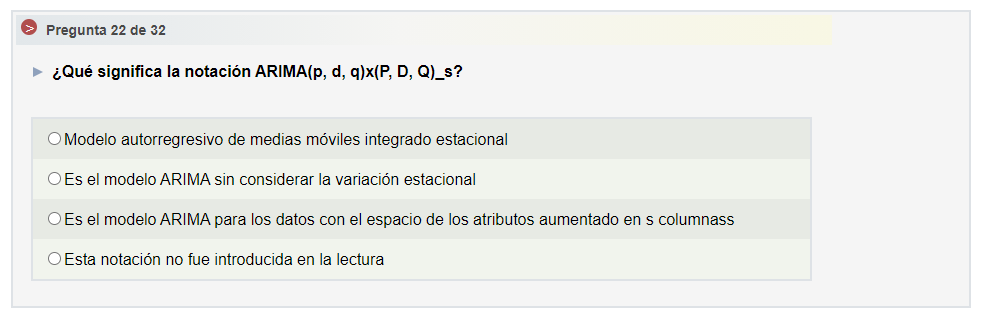 Pregunta 22 de 32
¿Qué significa la notación ARIMA(p, d, q)x(P, D, Q)_s?
Modelo autorregresivo de medias móviles integrado estacional
Es el modelo ARIMA sin considerar la variación estacional
Es el modelo ARIMA para los datos con el espacio de los atributos aumentado en s columnass
Esta notación no fue introducida en la lectura